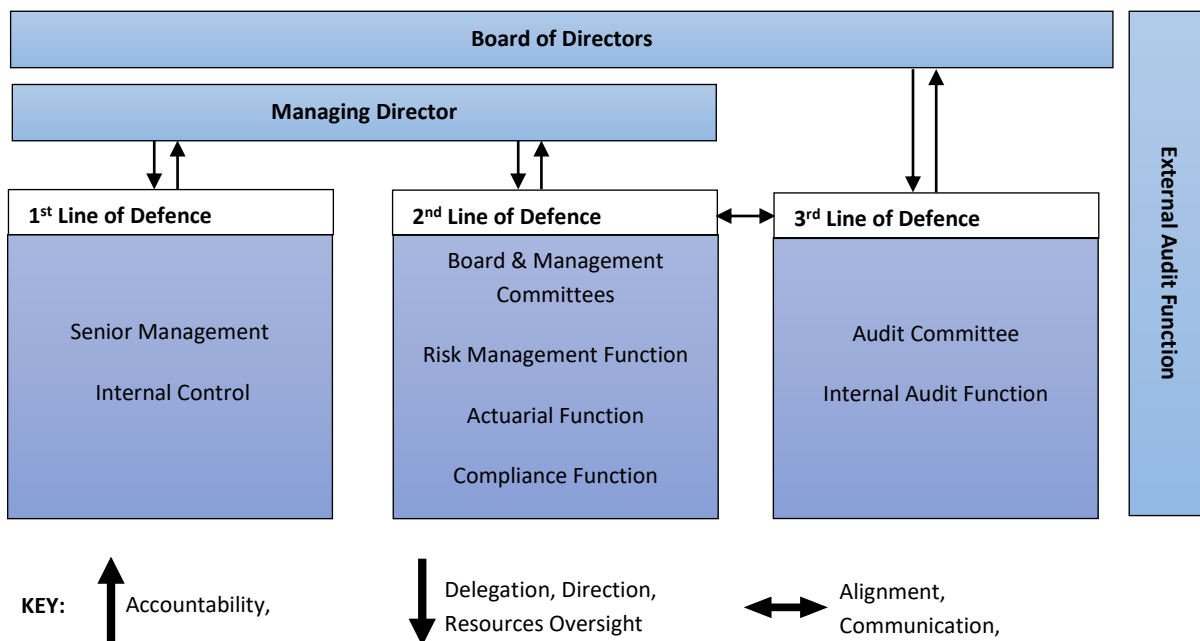 Board of Directors
Managing Director
1st Line of Defence
2nd Line of Defence
3rd Line of Defence
Senior Management
Internal Control
Board & Management
Committees
Risk Management Function
Actuarial Function
Compliance Function
Audit Committee
Internal Audit Function
External Audit Function
KEY:
Accountability,
Delegation, Direction,
Resources Oversight
Alignment,
Communication,